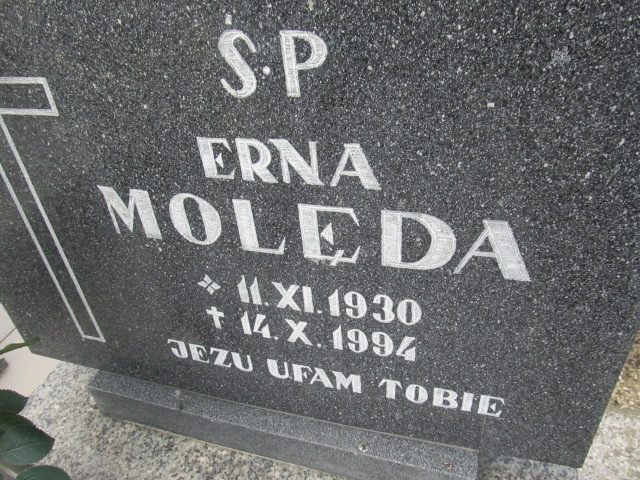 Ś.P
ERNA
MOLĘDA
11.XI.1930
14.X.1994
JEZU UFAM TOBIE